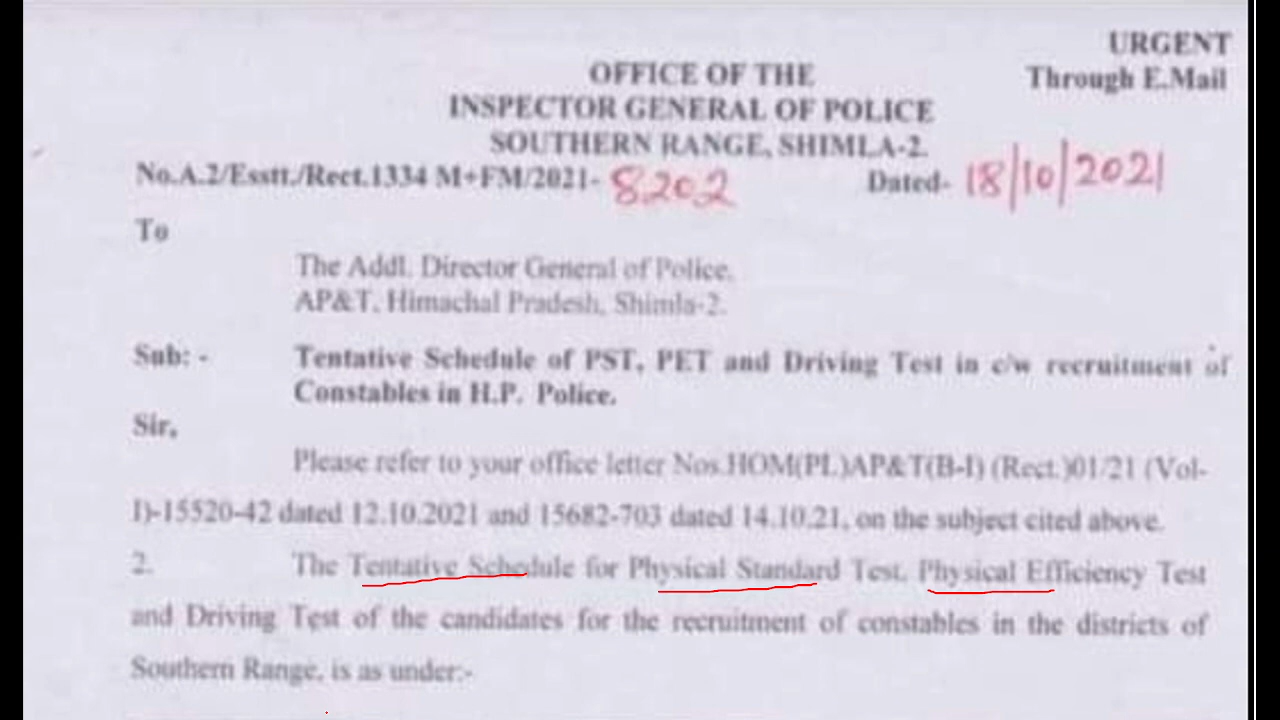 URGENT
Through E.Mail
OFFICE OF THE
INSPECTOR GENERAL OF POLICE
SOUTHERN RANGE, SHIMLA-2.
No.A.2/Esstt./Rect.1334 M+FM/2021- 8202 Dated- 18/10/2021
To
The Addl. Director General of Police,
AP&T, Himachal Pradesh, Shimla-2.
Sub: - Tentative Schedule of PST, PET and Driving Test in c/w recruitment of
Constables in H.P. Police.
Sir,
Please refer to your office letter Nos.HOM(PL)AP&T(B-I) (Rect.)01/21 (Vol-
I)-15520-42 dated 12.10.2021 and 15682-703 dated 14.10.21, on the subject cited above.
2. The Tentative Schedule for Physical Standard Test, Physical Efficiency Test
and Driving Test of the candidates for the recruitment of constables in the districts of
Southern Range, is as under:-